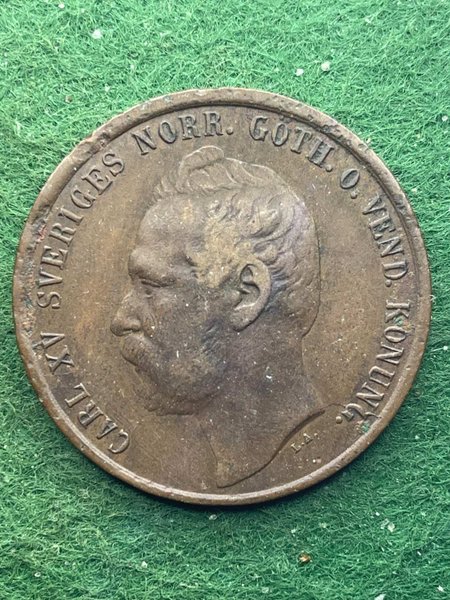 CARL XV SVERIGES NORR. GÖTH. O. VEND. KONUNG.
L.A.